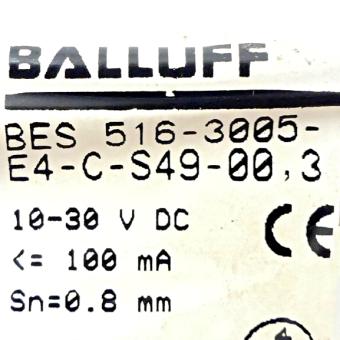 BALLUFF
BES 516-3005-
E4-C-S49-00,3
10-30 V DC
<= 100 mA
Sn=0.8 mm
CE